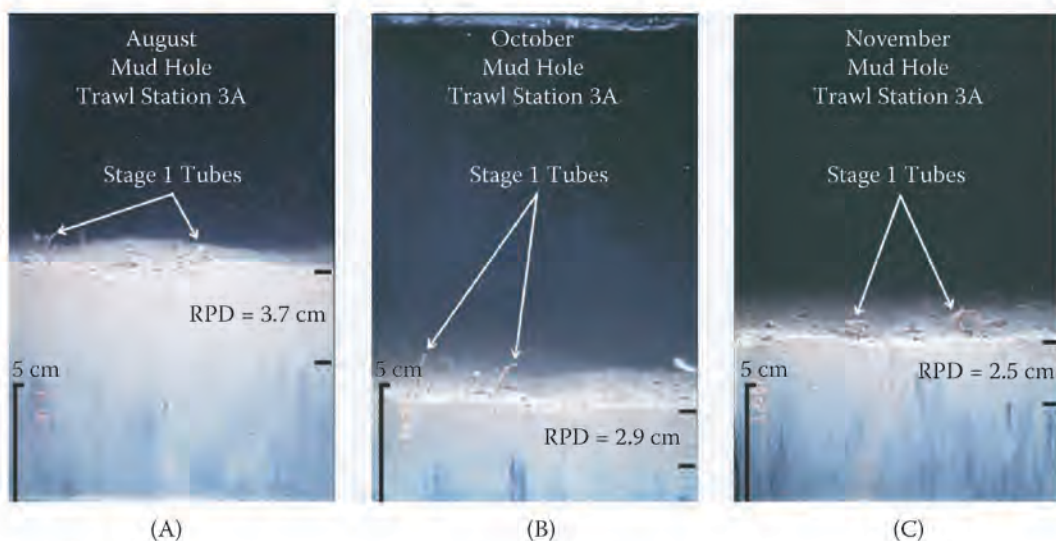 August
Mud Hole
Trawl Station 3A
Stage 1 Tubes
RPD = 3.7 cm
5 cm
(A)
October
Mud Hole
Trawl Station 3A
Stage 1 Tubes
5 cm
RPD = 2.9 cm
(B)
November
Mud Hole
Trawl Station 3A
Stage 1 Tubes
5 cm
RPD = 2.5 cm
(C)